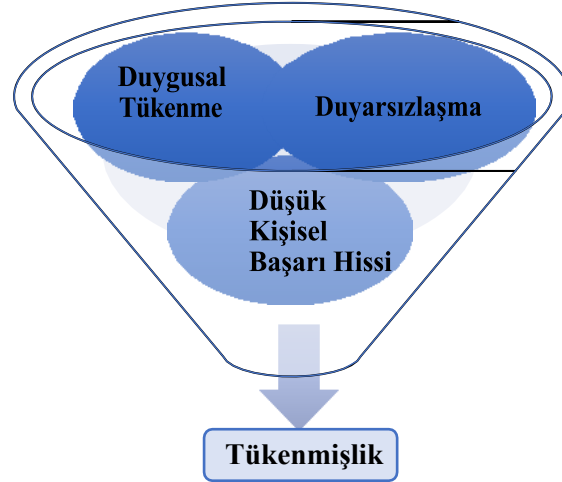 Duygusal
Tükenme
Duyarsızlaşma
Düşük
Kişisel
Başarı Hissi
Tükenmişlik